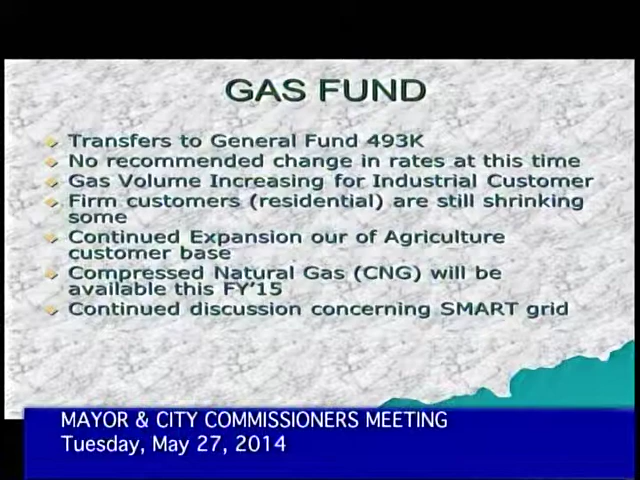 GAS FUND
Transfers to General Fund 493K
No recommended change in rates at this time
Gas Volume Increasing for Industrial Customer
Firm customers (residential) are still shrinking
some
Continued Expansion our of Agriculture
customer base
Compressed Natural Gas (CNG) will be
available this FY'15
Continued discussion concerning SMART grid
MAYOR & CITY COMMISSIONERS MEETING
Tuesday, May 27, 2014